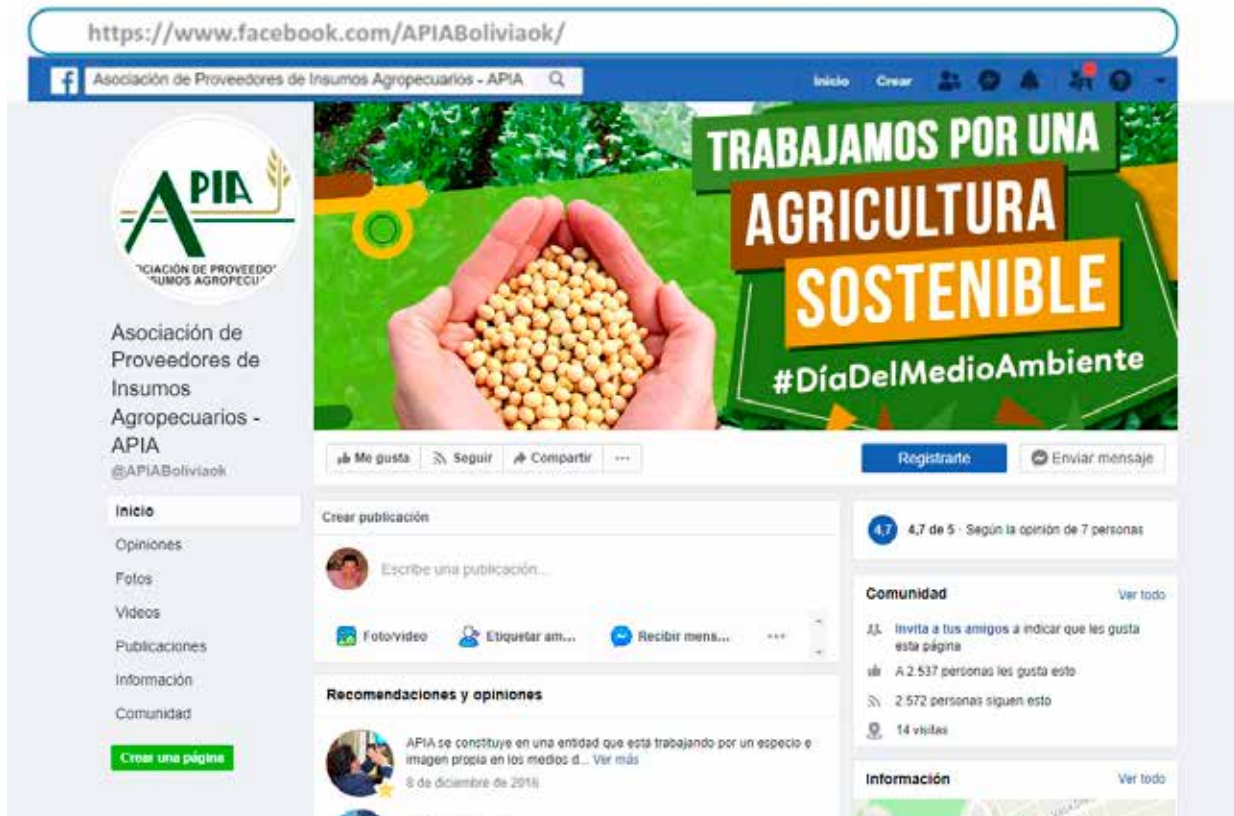 https://www.facebook.com/APIABoliviaok/
Asociación de Proveedores de Insumos Agropecuarios - APIA
Inicio Crear
APIA
CIACIÓN DE PROVEEDO
SUMOS AGROPECU
Asociación de
Proveedores de
Insumos
Agropecuarios -
APIA
@APIABoliviaok
Inicio
Opiniones
Fotos
Videos
Publicaciones
Información
Comunidad
Crear una página
TRABAJAMOS POR UNA
AGRICULTURA
SOSTENIBLE
#DíaDelMedioAmbiente
Me gusta Seguir Compartir ...
Registrarte Enviar mensaje
Crear publicación
Escribe una publicación...
Foto/video Etiquetar am... Recibir mens... ...
Recomendaciones y opiniones
APIA se constituye en una entidad que está trabajando por un especio e
imagen propia en los medios d... Ver más
8 de diciembre de 2016
4,7 4,7 de 5 · Según la opinión de 7 personas
Comunidad Ver todo
Invita a tus amigos a indicar que les gusta
esta página
A 2.537 personas les gusta esto
2.572 personas siguen esto
14 visitas
Información Ver todo